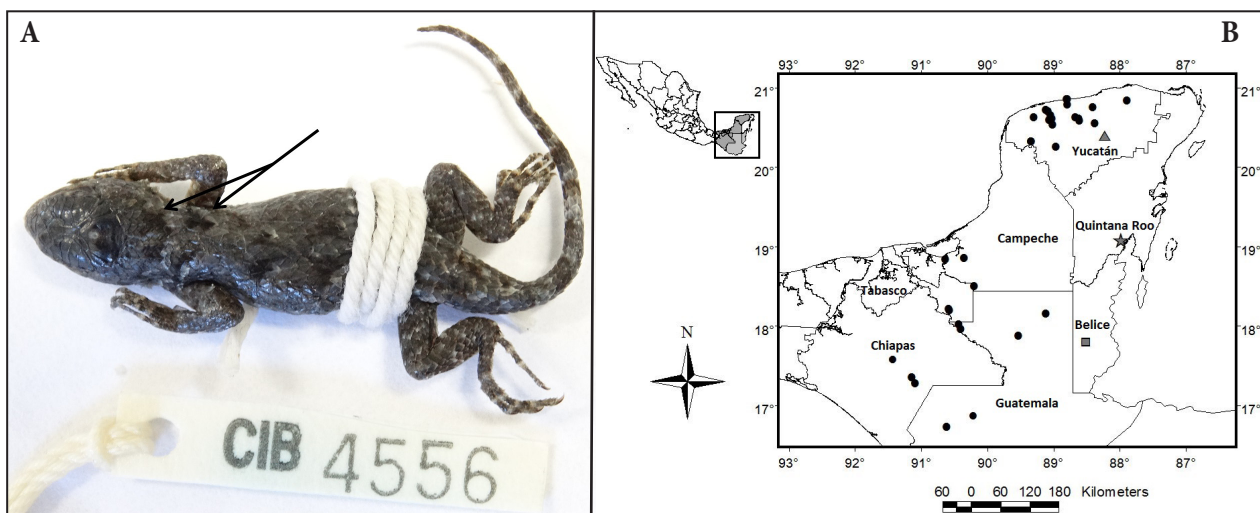 A
CIB 4556
B
93° 92° 91° 90° 89° 88° 87°
21° 21°
20° 20°
19° 19°
18° 18°
17° 17°
Yucatán
Quintana Roo
Campeche
Tabasco
Belice
Chiapas
Guatemala
N
93° 92° 91° 90° 89° 88° 87°
60 0 60 120 180 Kilometers